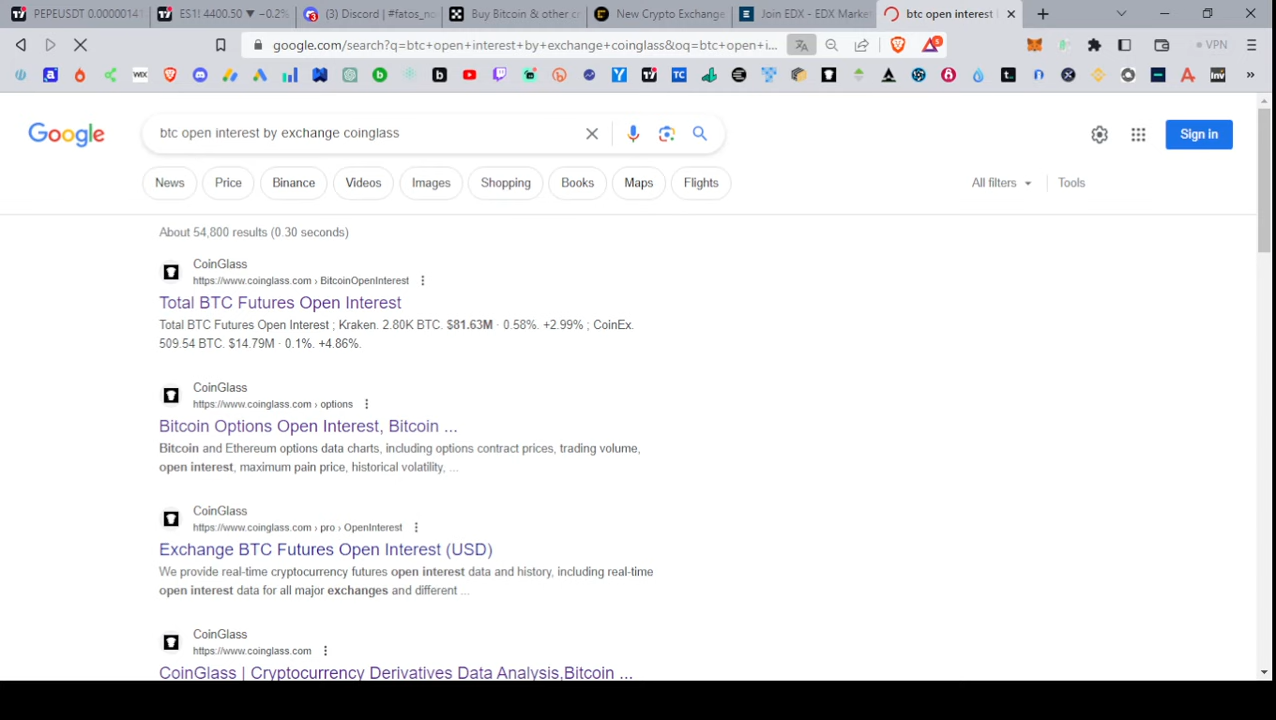 PEPEUSDT 0.00000141
ES1! 4400.50 ▼ −0.2%
(3) Discord | #fatos_no
Buy Bitcoin & other cr
New Crypto Exchange
Join EDX - EDX Marke
btc open interest
google.com/search?q=btc+open+interest+by+exchange+coinglass&oq=btc+open+i...
VPN
Google
btc open interest by exchange coinglass
Sign in
News
Price
Binance
Videos
Images
Shopping
Books
Maps
Flights
All filters
Tools
About 54,800 results (0.30 seconds)
CoinGlass
https://www.coinglass.com › BitcoinOpenInterest
Total BTC Futures Open Interest
Total BTC Futures Open Interest ; Kraken. 2.80K BTC. $81.63M · 0.58%. +2.99% ; CoinEx.
509.54 BTC. $14.79M · 0.1%. +4.86%.
CoinGlass
https://www.coinglass.com › options
Bitcoin Options Open Interest, Bitcoin ...
Bitcoin and Ethereum options data charts, including options contract prices, trading volume,
open interest, maximum pain price, historical volatility, ...
CoinGlass
https://www.coinglass.com › pro › OpenInterest
Exchange BTC Futures Open Interest (USD)
We provide real-time cryptocurrency futures open interest data and history, including real-time
open interest data for all major exchanges and different ...
CoinGlass
https://www.coinglass.com
CoinGlass | Cryptocurrency Derivatives Data Analysis,Bitcoin ...